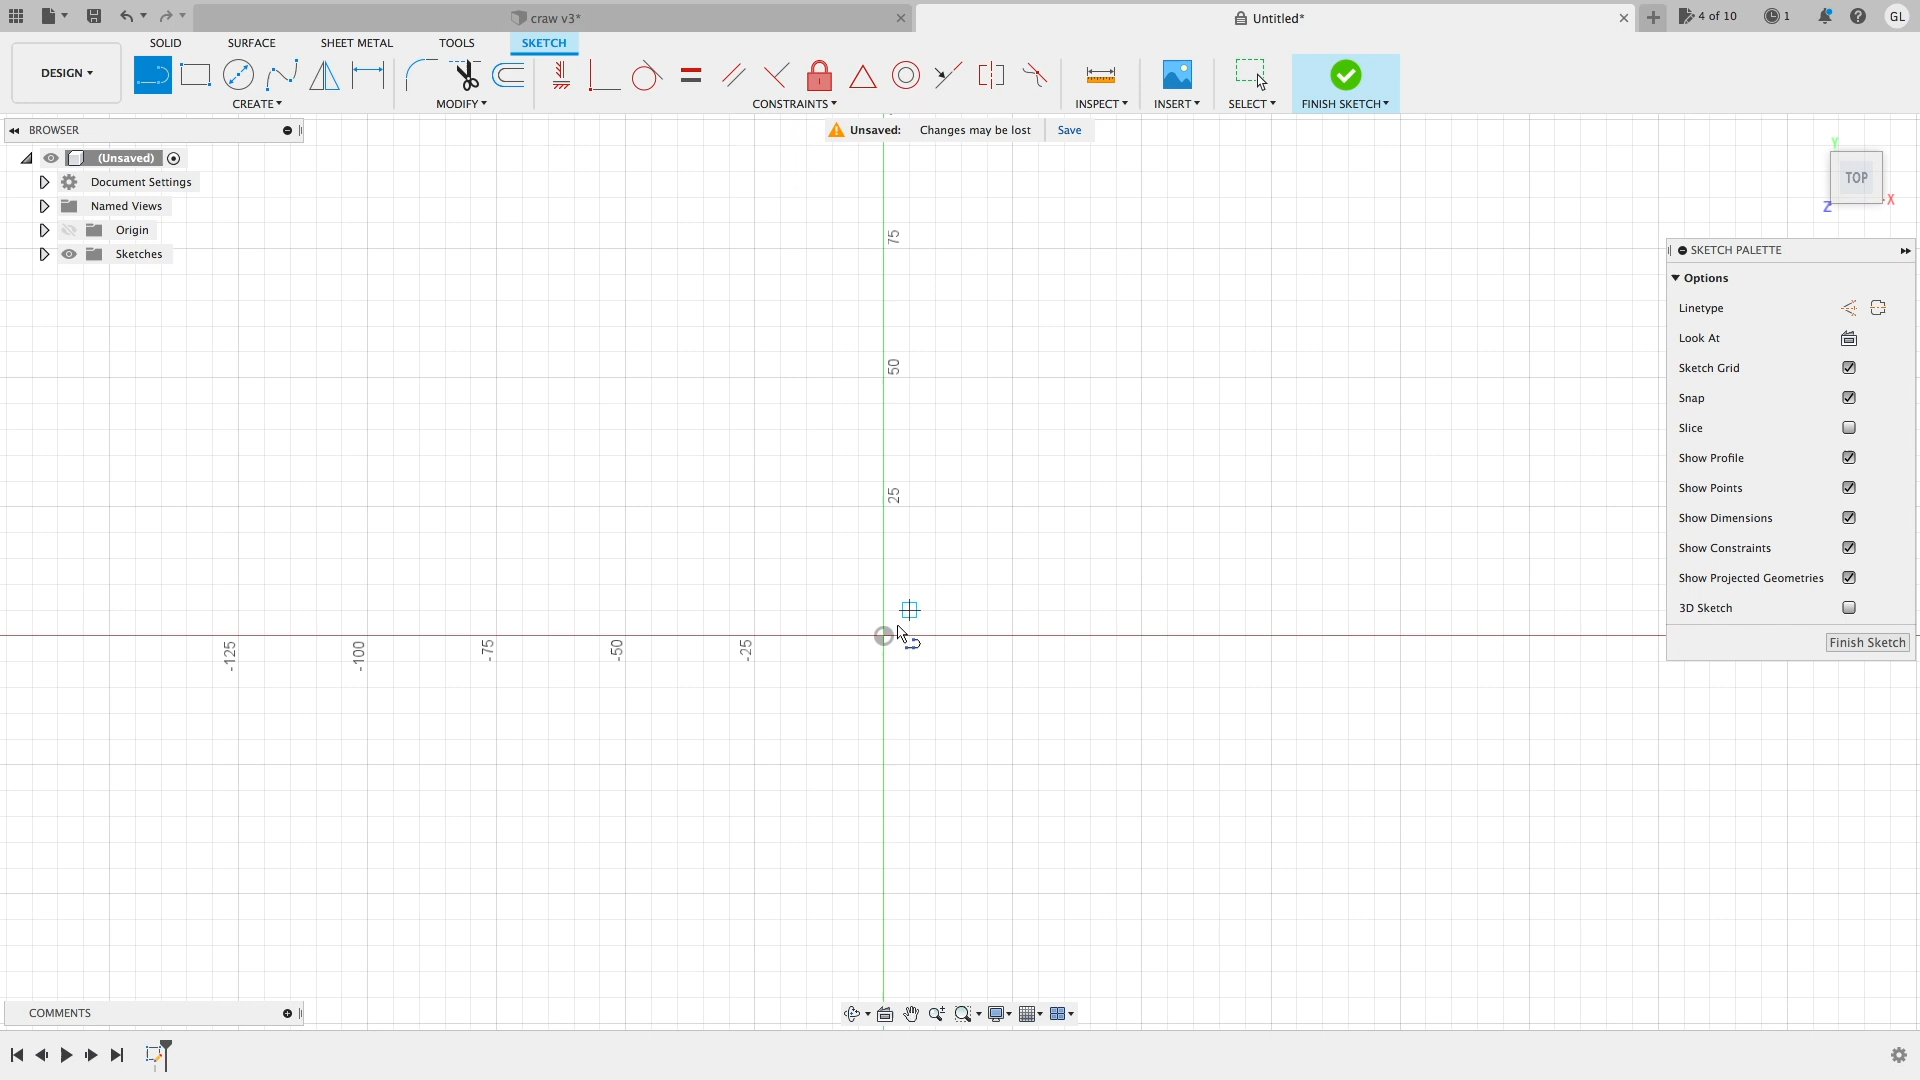 craw v3*
Untitled*
4 of 10
1
GL
DESIGN
SOLID
SURFACE
SHEET METAL
TOOLS
SKETCH
CREATE
MODIFY
CONSTRAINTS
INSPECT
INSERT
SELECT
FINISH SKETCH
BROWSER
Unsaved: Changes may be lost
Save
(Unsaved)
Document Settings
Named Views
Origin
Sketches
Y
TOP
X
Z
75
50
25
-125
-100
-75
-50
-25
SKETCH PALETTE
Options
Linetype
Look At
Sketch Grid
Snap
Slice
Show Profile
Show Points
Show Dimensions
Show Constraints
Show Projected Geometries
3D Sketch
Finish Sketch
COMMENTS